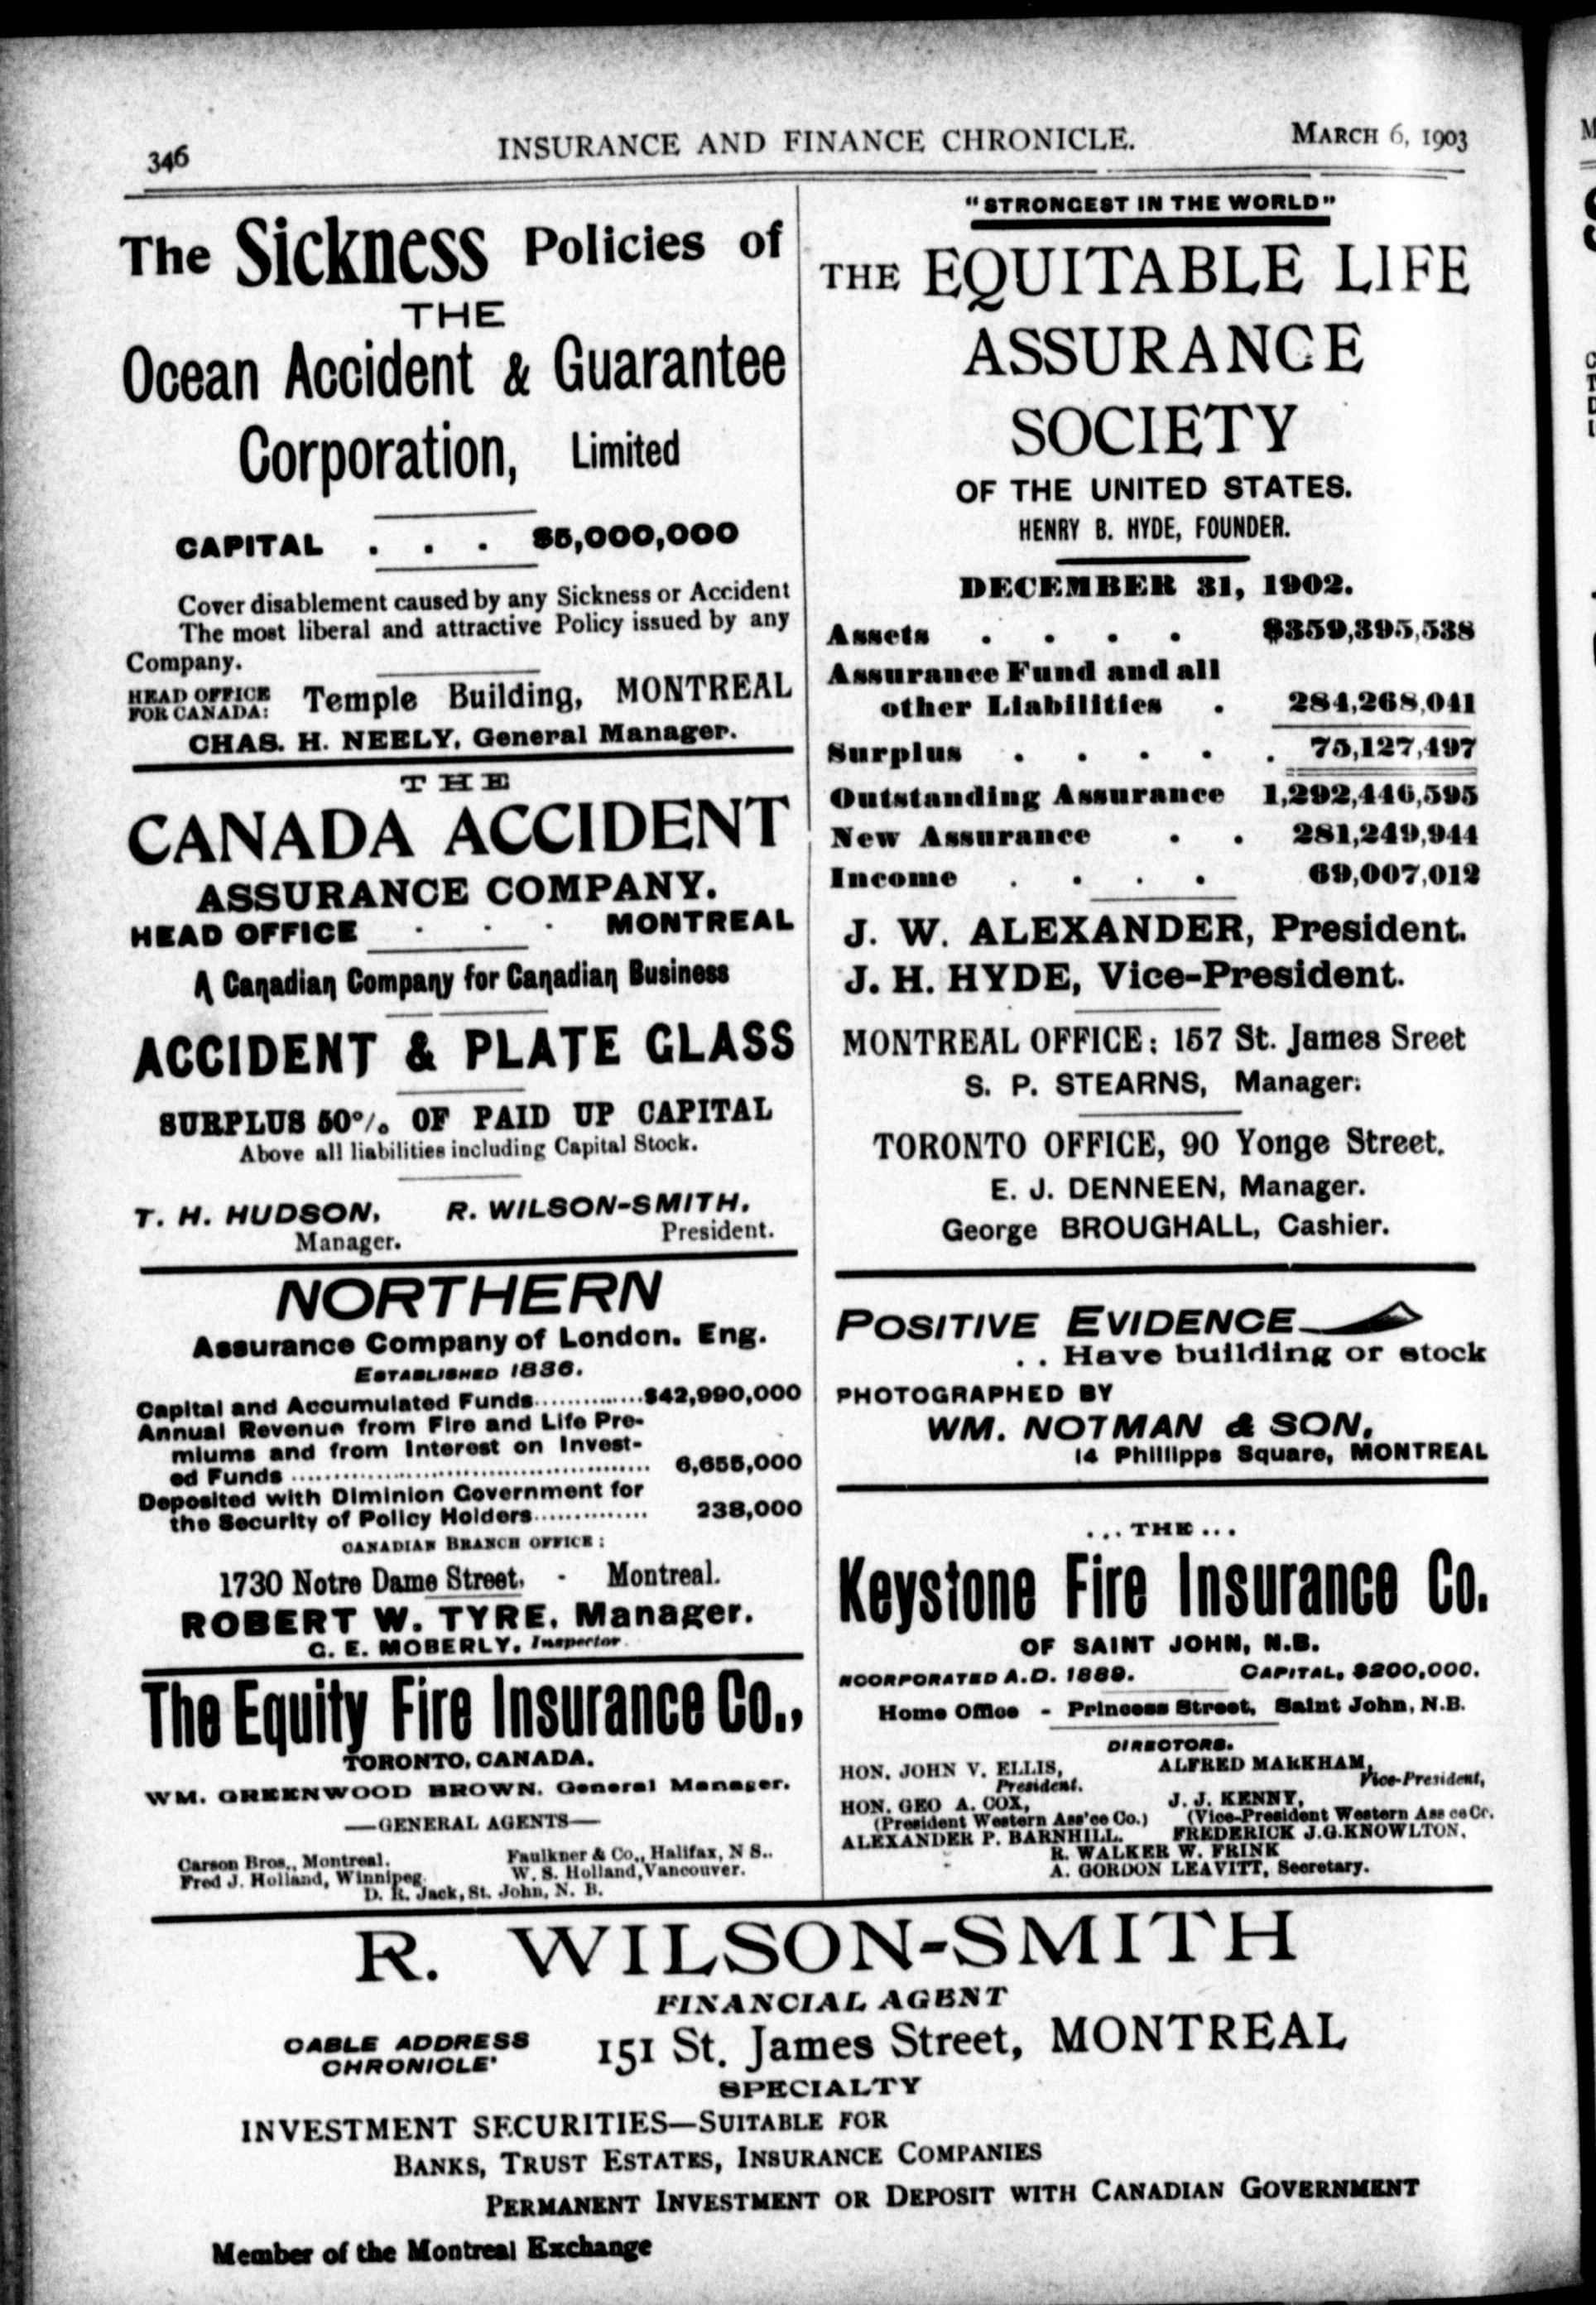 346
INSURANCE AND FINANCE CHRONICLE.
MARCH 6, 1903
The Sickness Policies of
THE
Ocean Accident & Guarantee
Corporation, Limited
CAPITAL . . . $5,000,000
Cover disablement caused by any Sickness or Accident
The most liberal and attractive Policy issued by any
Company.
HEAD OFFICE
FOR CANADA: Temple Building, MONTREAL
CHAS. H. NEELY, General Manager.
THE
CANADA ACCIDENT
ASSURANCE COMPANY.
HEAD OFFICE . . . MONTREAL
A Canadian Company for Canadian Business
ACCIDENT & PLATE GLASS
SURPLUS 50% OF PAID UP CAPITAL
Above all liabilities including Capital Stock.
T. H. HUDSON, R. WILSON-SMITH,
Manager. President.
NORTHERN
Assurance Company of London. Eng.
ESTABLISHED 1836.
Capital and Accumulated Funds.............$42,990,000
Annual Revenue from Fire and Life Pre-
miums and from Interest on Invest-
ed Funds ............................................. 6,655,000
Deposited with Diminion Government for
the Security of Policy Holders............... 238,000
CANADIAN BRANCH OFFICE :
1730 Notre Dame Street, - Montreal.
ROBERT W. TYRE, Manager.
G. E. MOBERLY, Inspector.
The Equity Fire Insurance Co.,
TORONTO, CANADA.
WM. GREENWOOD BROWN. General Manager.
—GENERAL AGENTS—
Carson Bros., Montreal. Faulkner & Co., Halifax, N S..
Fred J. Holland, Winnipeg. W. S. Holland, Vancouver.
D. R. Jack, St. John, N. B.
"STRONGEST IN THE WORLD"
THE EQUITABLE LIFE
ASSURANCE
SOCIETY
OF THE UNITED STATES.
HENRY B. HYDE, FOUNDER.
DECEMBER 31, 1902.
Assets . . . . $359,395,538
Assurance Fund and all
other Liabilities . 284,268,041
Surplus . . . . . 75,127,497
Outstanding Assurance 1,292,446,595
New Assurance . . 281,249,944
Income . . . . 69,007,012
J. W. ALEXANDER, President.
J. H. HYDE, Vice-President.
MONTREAL OFFICE: 157 St. James Sreet
S. P. STEARNS, Manager.
TORONTO OFFICE, 90 Yonge Street.
E. J. DENNEEN, Manager.
George BROUGHALL, Cashier.
POSITIVE EVIDENCE
. . Have building or stock
PHOTOGRAPHED BY
WM. NOTMAN & SON,
14 Phillipps Square, MONTREAL
... THE ...
Keystone Fire Insurance Co.
OF SAINT JOHN, N.B.
NCORPORATED A.D. 1889. CAPITAL, $200,000.
Home Office - Princess Street, Saint John, N.B.
DIRECTORS.
HON. JOHN V. ELLIS, ALFRED MARKHAM,
President. Vice-President,
HON. GEO A. COX, J. J. KENNY,
(President Western Ass'ce Co.) (Vice-President Western Ass ce Co.
ALEXANDER P. BARNHILL. FREDERICK J.G.KNOWLTON,
R. WALKER W. FRINK
A. GORDON LEAVITT, Secretary.
R. WILSON-SMITH
FINANCIAL AGENT
CABLE ADDRESS
CHRONICLE'
151 St. James Street, MONTREAL
SPECIALTY
INVESTMENT SECURITIES—SUITABLE FOR
BANKS, TRUST ESTATES, INSURANCE COMPANIES
PERMANENT INVESTMENT OR DEPOSIT WITH CANADIAN GOVERNMENT
Member of the Montreal Exchange